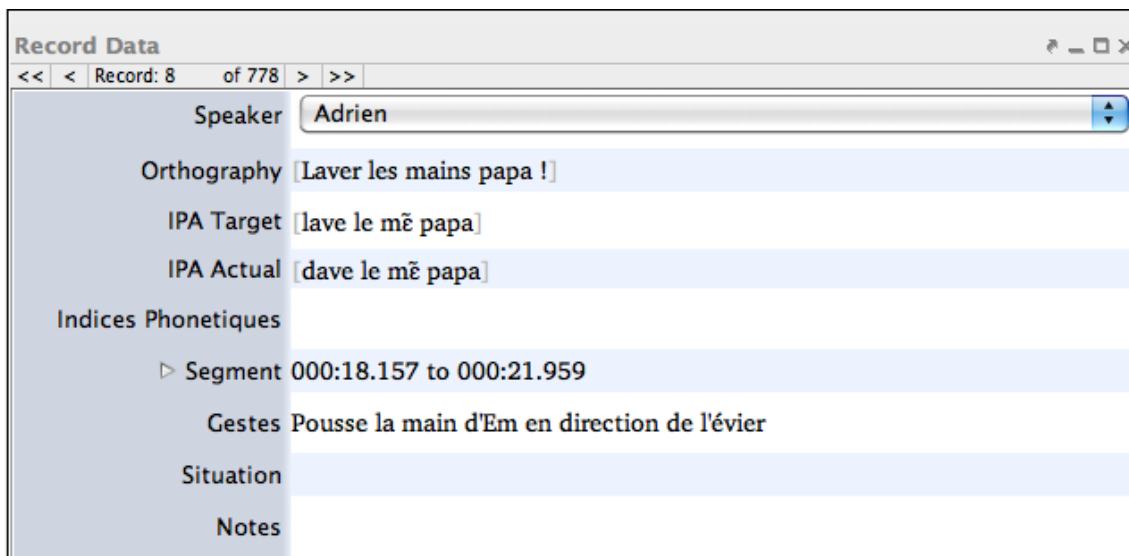 Record Data
<< < Record: 8 of 778 > >>
Speaker Adrien
Orthography [Laver les mains papa !]
IPA Target [lave le mɛ̃ papa]
IPA Actual [dave le mɛ̃ papa]
Indices Phonetiques
Segment 000:18.157 to 000:21.959
Gestes Pousse la main d'Em en direction de l'évier
Situation
Notes